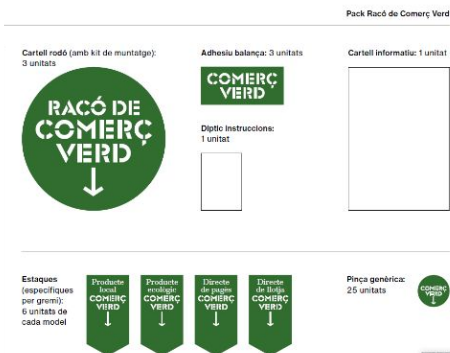 Pack Racó de Comerç Verd
Cartell rodó (amb kit de muntatge):
3 unitats
RACÓ DE
COMERÇ
VERD
Adhesiu balança: 3 unitats
COMERÇ
VERD
Díptic instruccions:
1 unitat
Cartell informatiu: 1 unitat
Estaques
(específiques
per gremi):
6 unitats de
cada model
Producte
local
COMERÇ
VERD
Producte
ecològic
COMERÇ
VERD
Directe
de pagès
COMERÇ
VERD
Directe
de llotja
COMERÇ
VERD
Pinça genèrica:
25 unitats
COMERÇ
VERD